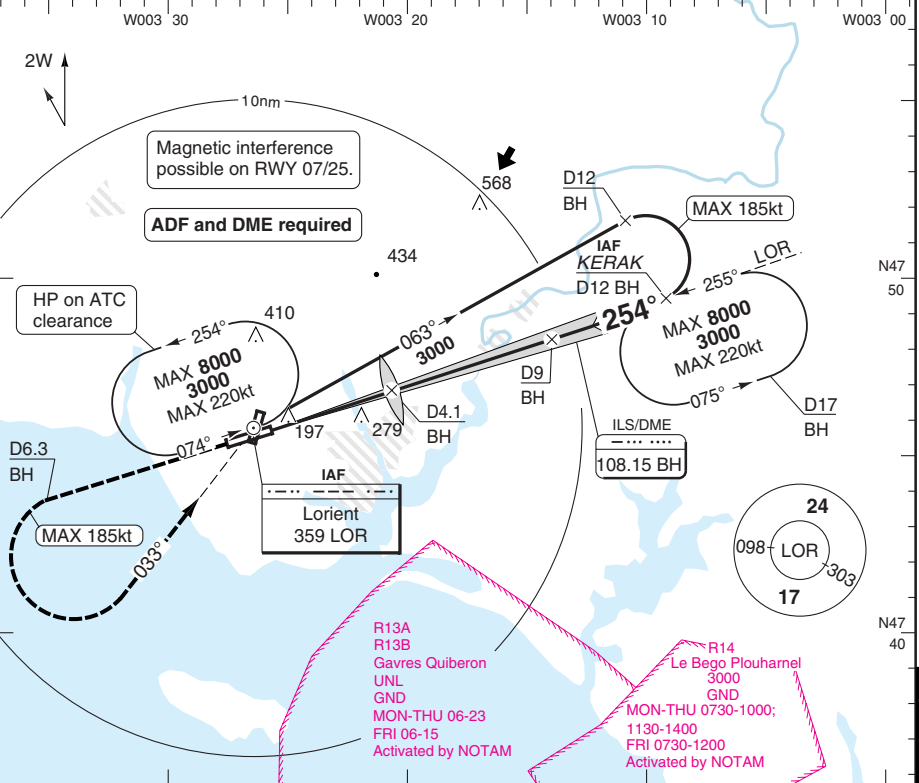 W003 30
W003 20
W003 10
W003 00
2W
10nm
Magnetic interference
possible on RWY 07/25.
568
D12
BH
MAX 185kt
ADF and DME required
434
IAF
KERAK
D12 BH
LOR
255°
N47
50
HP on ATC
clearance
410
254°
MAX 8000
3000
MAX 220kt
074°
063°
3000
254°
MAX 8000
3000
MAX 220kt
075°
D9
BH
D17
BH
D4.1
BH
197
279
ILS/DME
108.15 BH
D6.3
BH
IAF
Lorient
359 LOR
MAX 185kt
033°
24
098
LOR
303
17
N47
40
R13A
R13B
Gavres Quiberon
UNL
GND
MON-THU 06-23
FRI 06-15
Activated by NOTAM
R14
Le Bego Plouharnel
3000
GND
MON-THU 0730-1000;
1130-1400
FRI 0730-1200
Activated by NOTAM